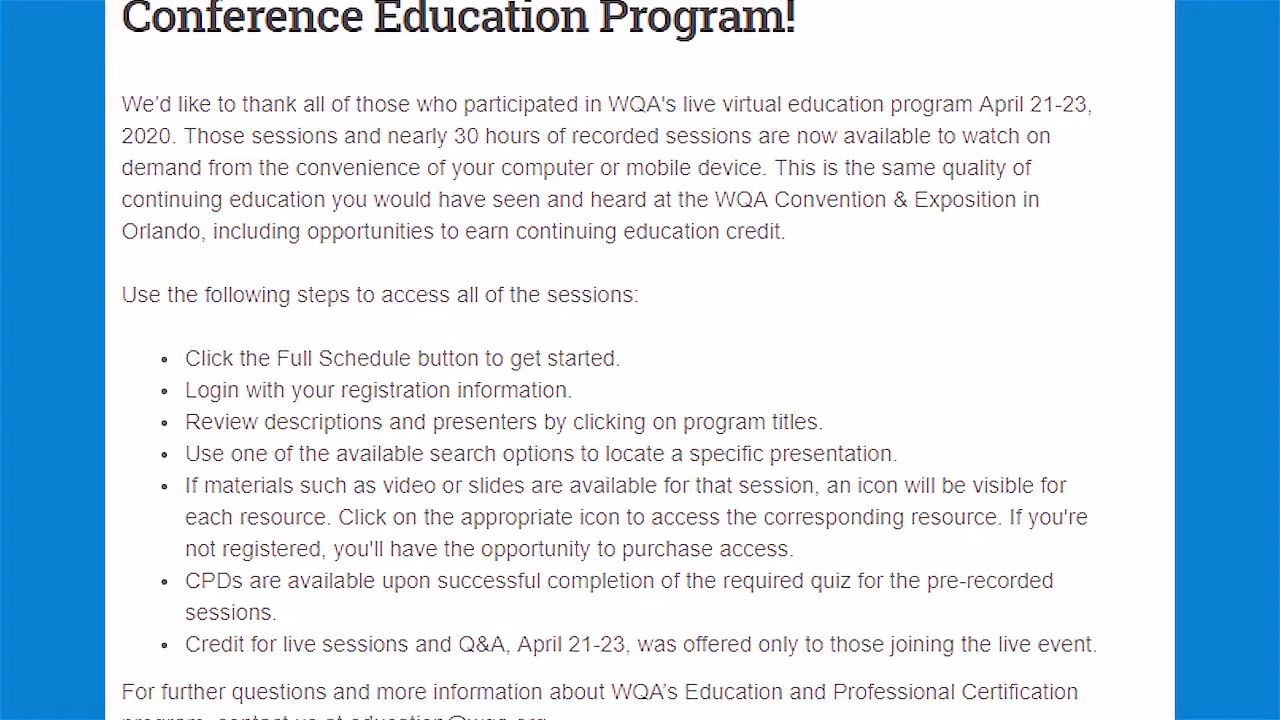 Conference Education Program!
We’d like to thank all of those who participated in WQA's live virtual education program April 21-23,
2020. Those sessions and nearly 30 hours of recorded sessions are now available to watch on
demand from the convenience of your computer or mobile device. This is the same quality of
continuing education you would have seen and heard at the WQA Convention & Exposition in
Orlando, including opportunities to earn continuing education credit.
Use the following steps to access all of the sessions:
• Click the Full Schedule button to get started.
• Login with your registration information.
• Review descriptions and presenters by clicking on program titles.
• Use one of the available search options to locate a specific presentation.
• If materials such as video or slides are available for that session, an icon will be visible for
each resource. Click on the appropriate icon to access the corresponding resource. If you're
not registered, you'll have the opportunity to purchase access.
• CPDs are available upon successful completion of the required quiz for the pre-recorded
sessions.
• Credit for live sessions and Q&A, April 21-23, was offered only to those joining the live event.
For further questions and more information about WQA’s Education and Professional Certification
program, contact us at education@wqa.org